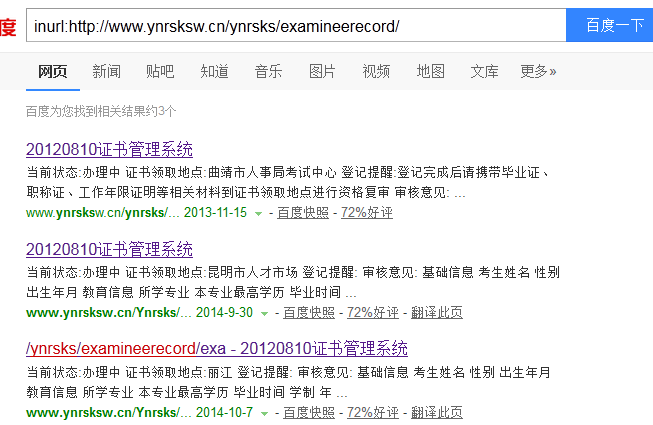 度 inurl:http://www.ynrsksw.cn/ynrsks/examineerecord/ 百度一下
网页 新闻 贴吧 知道 音乐 图片 视频 地图 文库 更多»
百度为您找到相关结果约3个
20120810证书管理系统
当前状态:办理中 证书领取地点:曲靖市人事局考试中心 登记提醒:登记完成后请携带毕业证、
职称证、工作年限证明等相关材料到证书领取地点进行资格复审 审核意见: ...
www.ynrsksw.cn/ynrsks/... 2013-11-15 - 百度快照 - 72%好评
20120810证书管理系统
当前状态:办理中 证书领取地点:昆明市人才市场 登记提醒: 审核意见: 基础信息 考生姓名 性别
出生年月 教育信息 所学专业 本专业最高学历 毕业时间 ...
www.ynrsksw.cn/Ynrsks/... 2014-9-30 - 百度快照 - 72%好评 - 翻译此页
/ynrsks/examineerecord/exa - 20120810证书管理系统
当前状态:办理中 证书领取地点:丽江 登记提醒: 审核意见: 基础信息 考生姓名 性别 出生年月
教育信息 所学专业 本专业最高学历 毕业时间 学制 年 ...
www.ynrsksw.cn/Ynrsks/... 2014-10-7 - 百度快照 - 72%好评 - 翻译此页